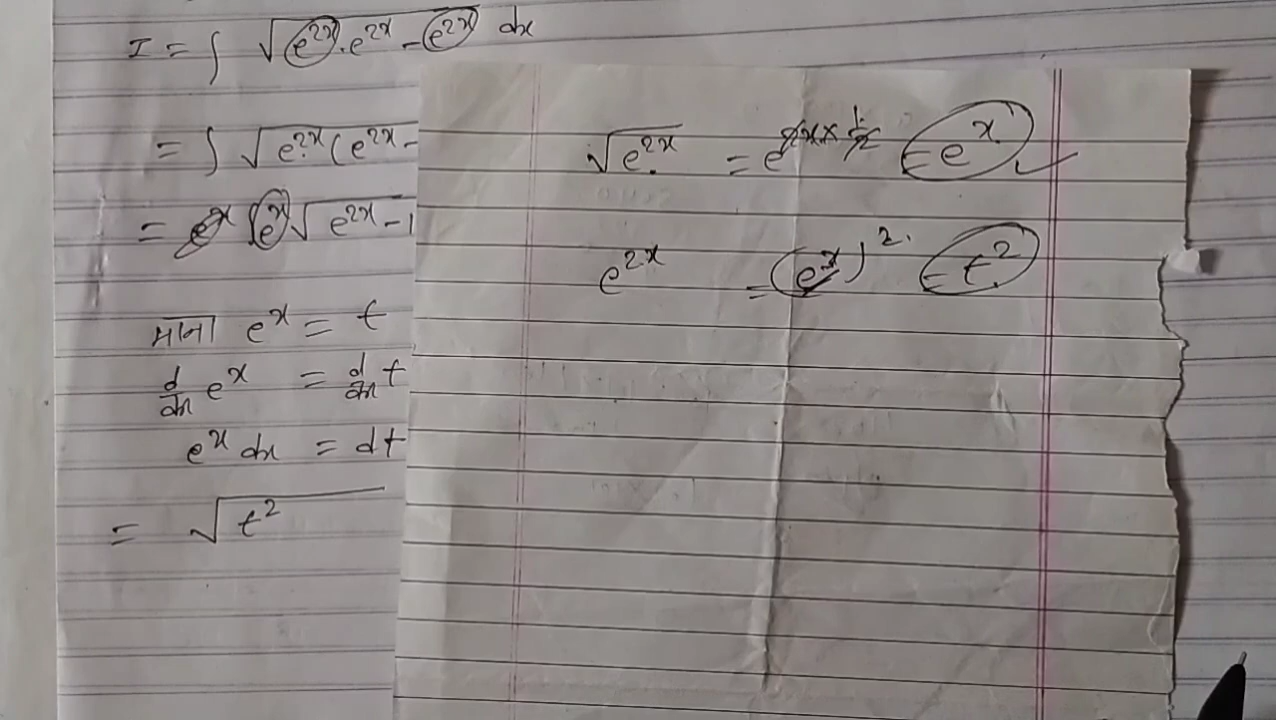 I = ∫ √e^{2x}.e^{2x} - e^{2x} dx
= ∫ √e^{2x}(e^{2x} -
= ∫ e^x √e^{2x} - 1
माना e^x = t
d/dx e^x = d/dx t
e^x dx = dt
= √t^2
√e^{2x} = e^{2x × 1/2} = e^x
e^{2x} = (e^x)^2 = t^2